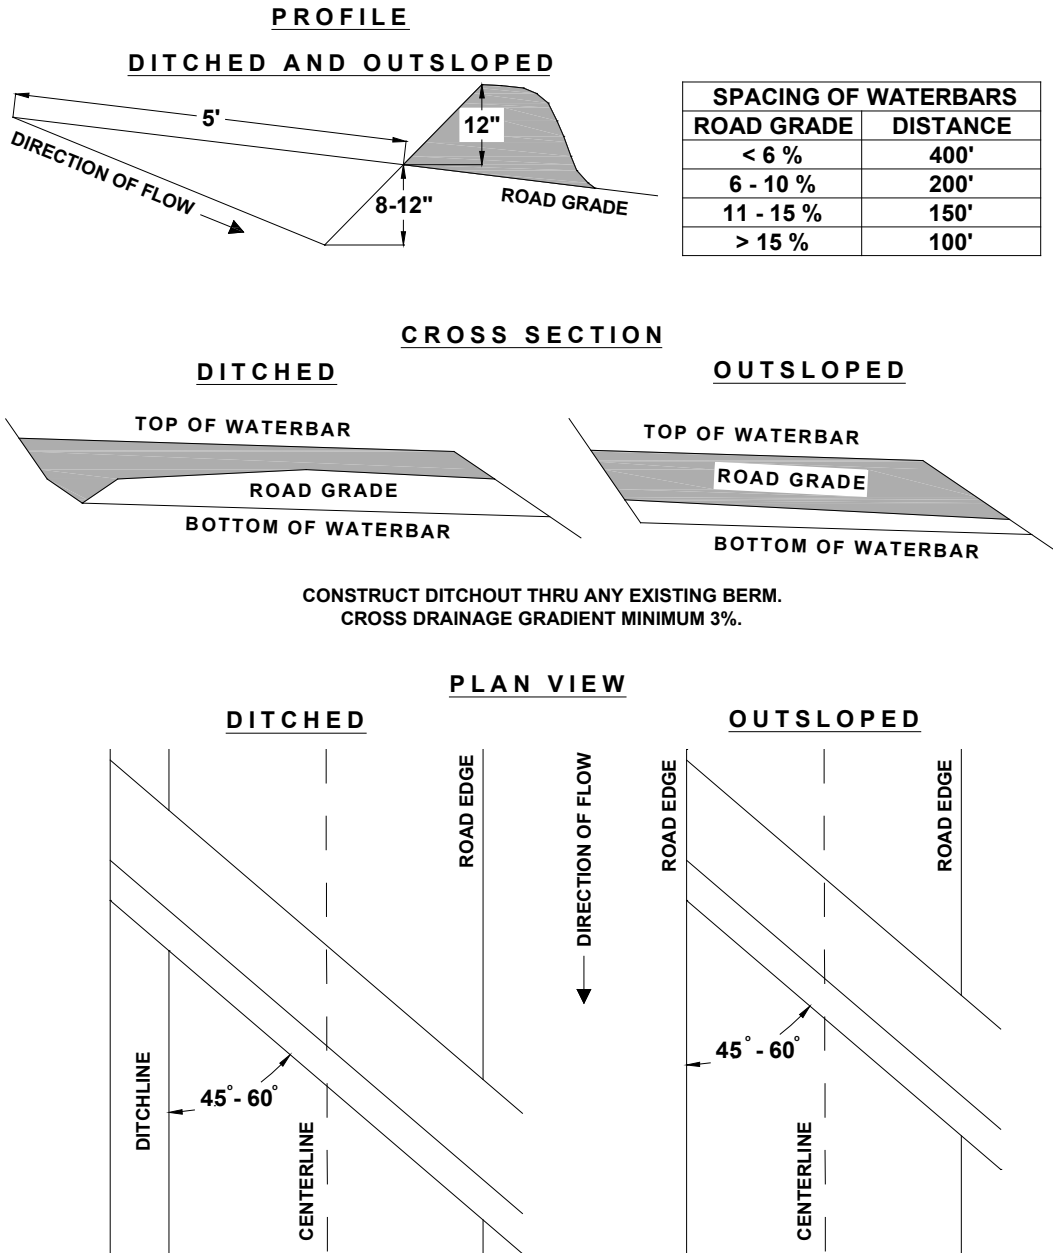 PROFILE
DITCHED AND OUTSLOPED
5'
12"
DIRECTION OF FLOW
8-12"
ROAD GRADE
SPACING OF WATERBARS
ROAD GRADE DISTANCE
< 6 % 400'
6 - 10 % 200'
11 - 15 % 150'
> 15 % 100'
CROSS SECTION
DITCHED
TOP OF WATERBAR
ROAD GRADE
BOTTOM OF WATERBAR
OUTSLOPED
TOP OF WATERBAR
ROAD GRADE
BOTTOM OF WATERBAR
CONSTRUCT DITCHOUT THRU ANY EXISTING BERM.
CROSS DRAINAGE GRADIENT MINIMUM 3%.
PLAN VIEW
DITCHED
ROAD EDGE
45° - 60°
DITCHLINE
CENTERLINE
DIRECTION OF FLOW
OUTSLOPED
ROAD EDGE
ROAD EDGE
45° - 60°
CENTERLINE